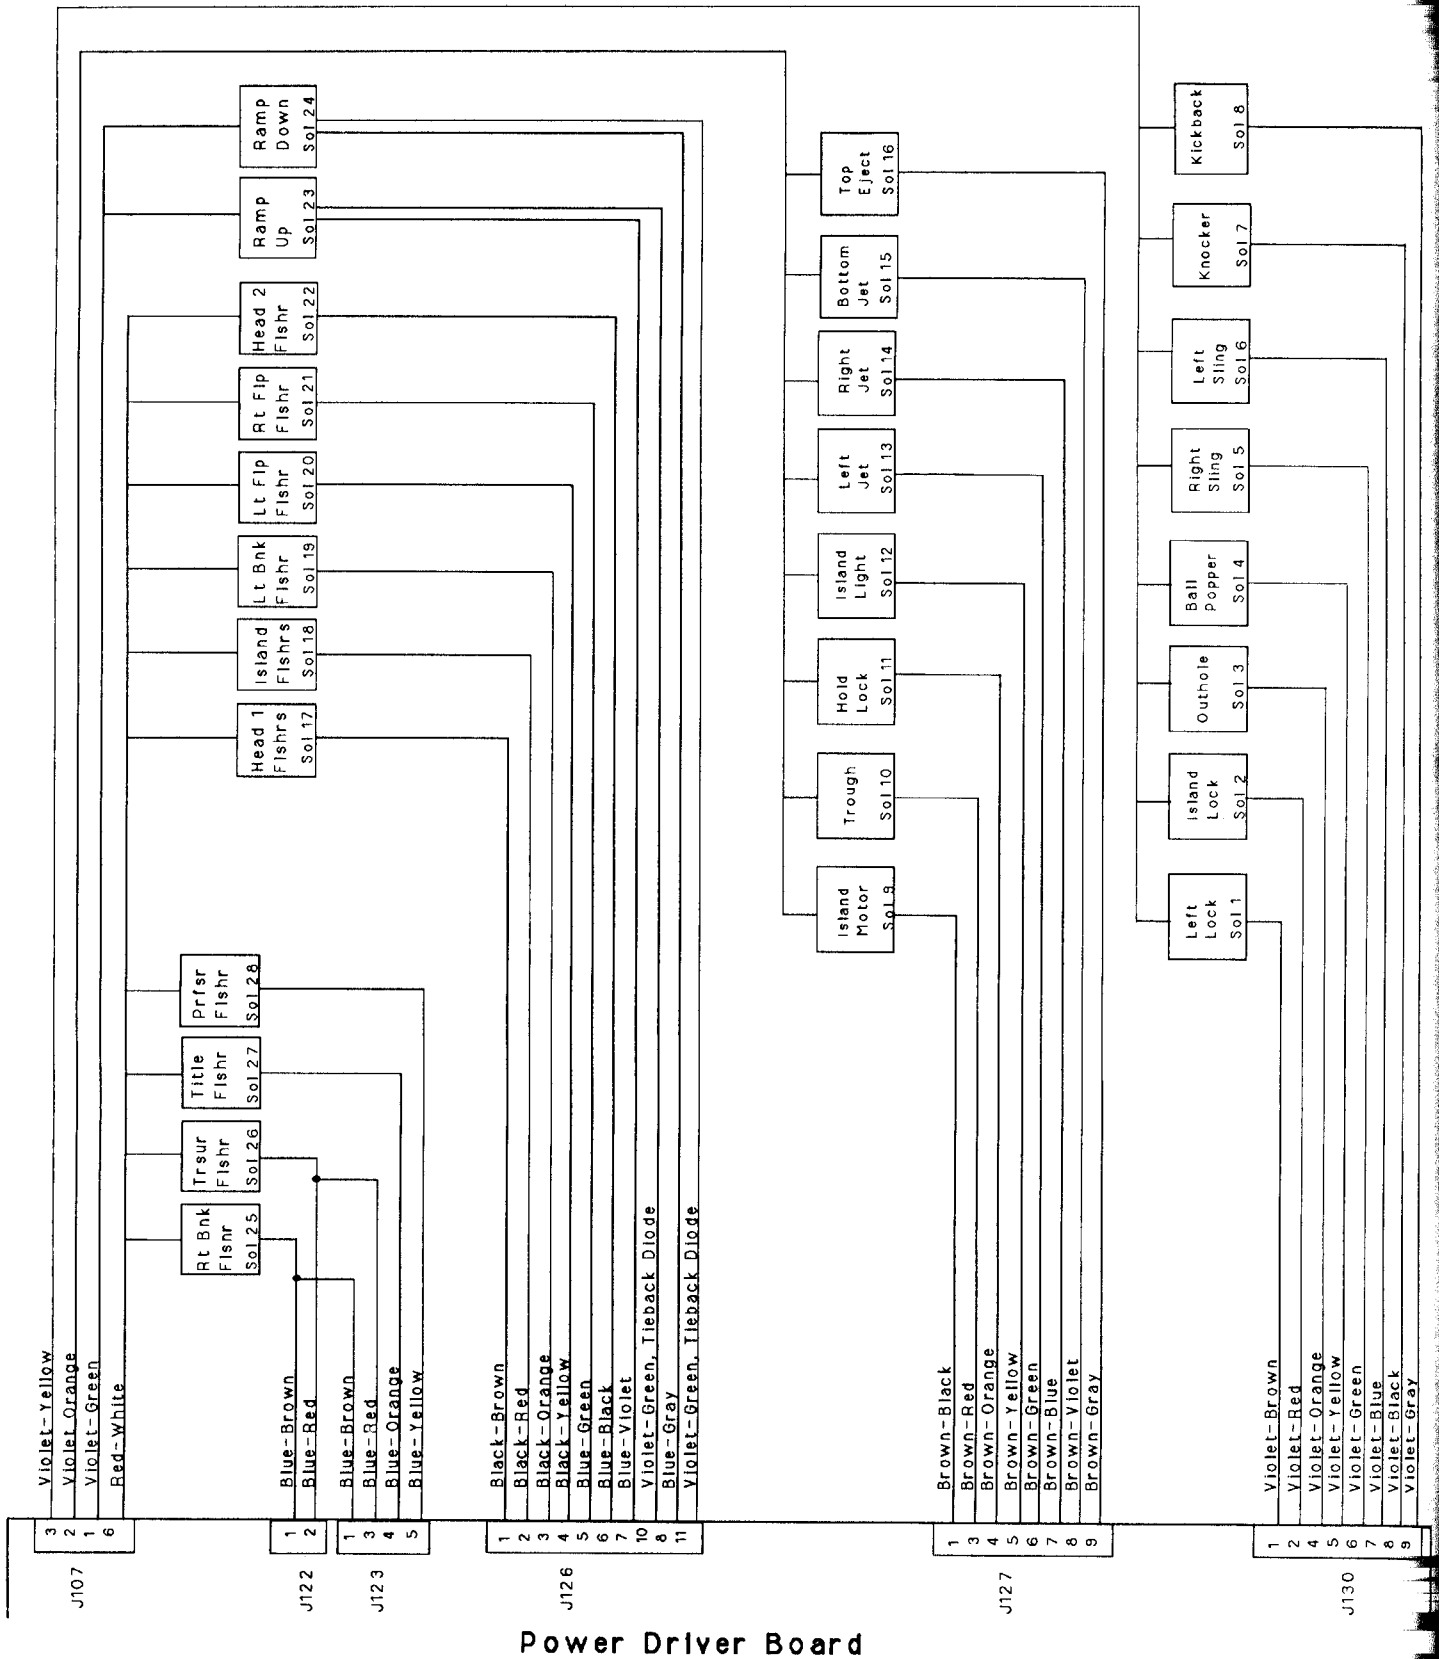 Ramp
Down
Sol 24
Ramp
Up
Sol 23
Head 2
Flshr
Sol 22
Rt Flp
Flshr
Sol 21
Lt Flp
Flshr
Sol 20
Lt Bnk
Flshr
Sol 19
Island
Flshrs
Sol 18
Head 1
Flshrs
Sol 17
Prfsr
Flshr
Sol 28
Title
Flshr
Sol 27
Trsur
Flshr
Sol 26
Rt Bnk
Flsnr
Sol 25
Top
Eject
Sol 16
Bottom
Jet
Sol 15
Right
Jet
Sol 14
Left
Jet
Sol 13
Island
Light
Sol 12
Hold
Lock
Sol 11
Trough
Sol 10
Island
Motor
Sol 9
Kickback
Sol 8
Knocker
Sol 7
Left
Sling
Sol 6
Right
Sling
Sol 5
Ball
Popper
Sol 4
Outhole
Sol 3
Island
Lock
Sol 2
Left
Lock
Sol 1
Violet-Yellow
Violet Orange
Violet-Green
Red-White
Blue-Brown
Blue-Red
Blue-Brown
Blue-Red
Blue-Orange
Blue-Yellow
Black-Brown
Black-Red
Black-Orange
Black-Yellow
Blue-Green
Blue-Black
Blue-Violet
Violet-Green, Tieback Diode
Blue-Gray
Violet-Green, Tieback Diode
Brown-Black
Brown-Red
Brown-Orange
Brown-Yellow
Brown-Green
Brown-Blue
Brown-Violet
Brown-Gray
Violet-Brown
Violet-Red
Violet-Orange
Violet-Yellow
Violet-Green
Violet-Blue
Violet-Black
Violet-Gray
3
2
1
6
1
2
1
3
4
5
1
2
3
4
5
6
7
10
8
11
1
3
4
5
6
7
8
9
1
2
4
5
6
7
8
9
J107
J122
J123
J126
J127
J130
Power Driver Board